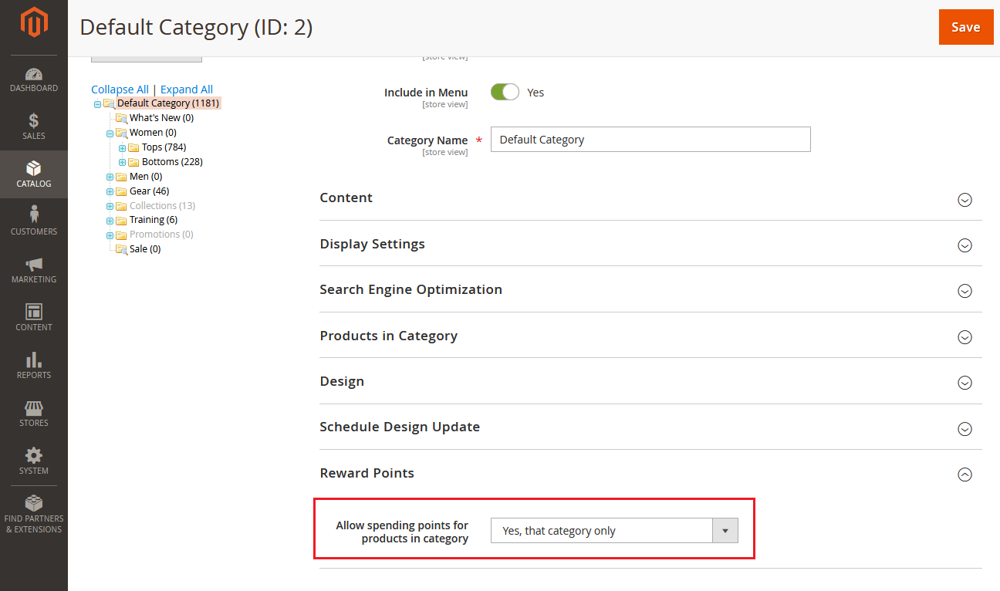 Default Category (ID: 2)
Save
DASHBOARD
SALES
CATALOG
CUSTOMERS
MARKETING
CONTENT
REPORTS
STORES
SYSTEM
FIND PARTNERS
& EXTENSIONS
Collapse All | Expand All
Default Category (1181)
What's New (0)
Women (0)
Tops (784)
Bottoms (228)
Men (0)
Gear (46)
Collections (13)
Training (6)
Promotions (0)
Sale (0)
[store view]
Include in Menu
[store view]
Yes
Category Name *
[store view]
Default Category
Content
Display Settings
Search Engine Optimization
Products in Category
Design
Schedule Design Update
Reward Points
Allow spending points for
products in category
Yes, that category only